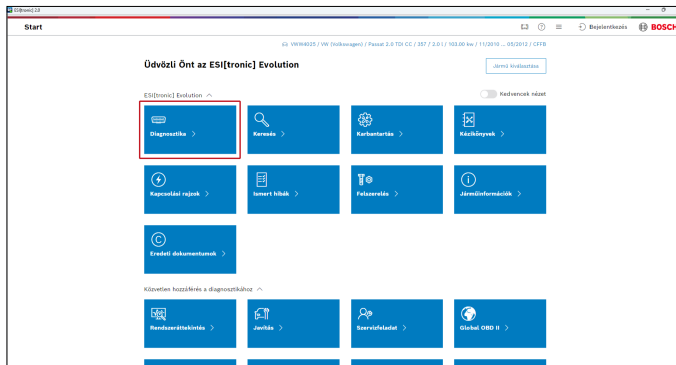 ESI[tronic] 2.0
Start
Bejelentkezés
BOSCH
VWW4025 / VW (Volkswagen) / Passat 2.0 TDI CC / 357 / 2.0 l / 103.00 kw / 11/2010 ... 05/2012 / CFFB
Üdvözli Önt az ESI[tronic] Evolution
Jármű kiválasztása
ESI[tronic] Evolution
Kedvencek nézet
Diagnosztika
Keresés
Karbantartás
Kézikönyvek
Kapcsolási rajzok
Ismert hibák
Felszerelés
Járműinformációk
Eredeti dokumentumok
Közvetlen hozzáférés a diagnosztikához
Rendszeráttekintés
Javítás
Szervizfeladat
Global OBD II